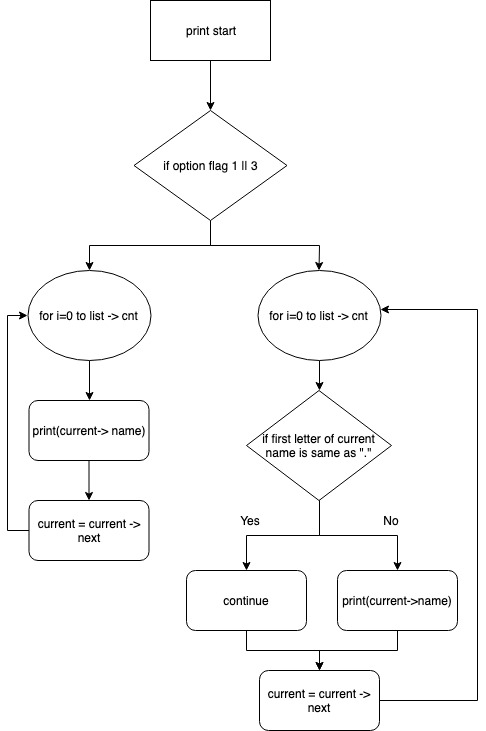 print start
if option flag 1 || 3
for i=0 to list -> cnt
for i=0 to list -> cnt
print(current-> name)
if first letter of current
name is same as "."
current = current ->
next
Yes
No
continue
print(current->name)
current = current ->
next